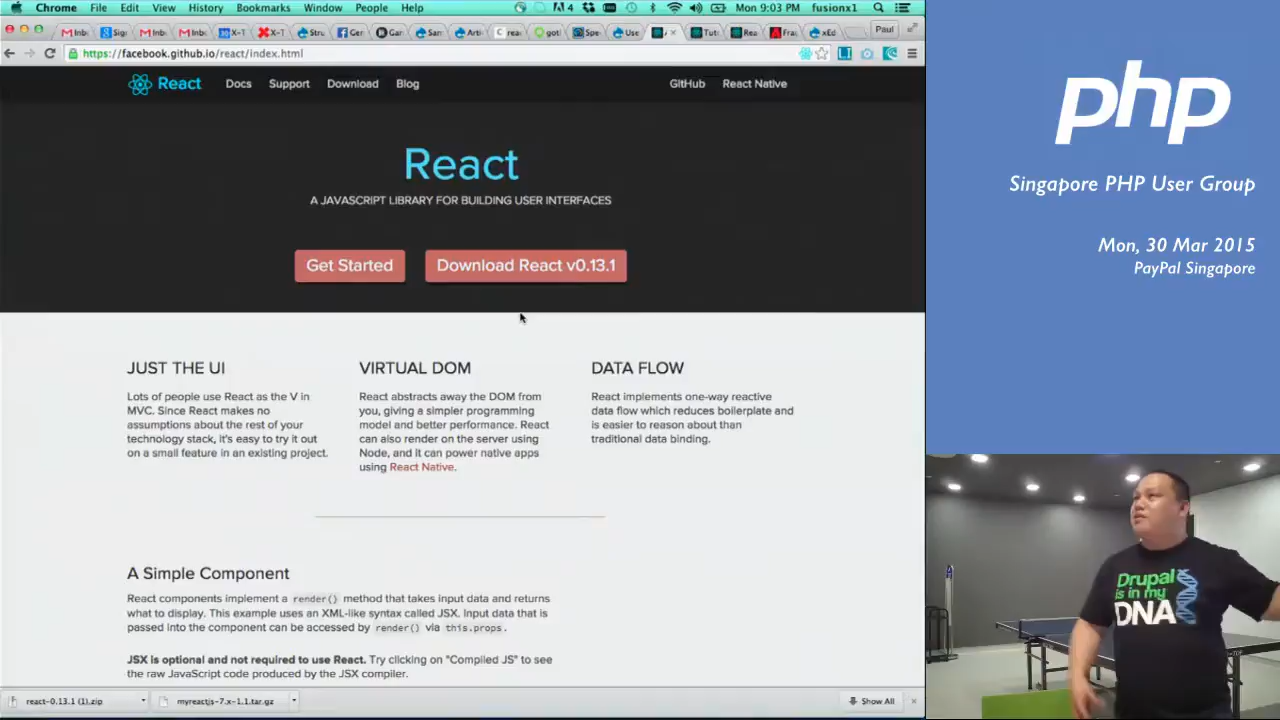 Chrome File Edit View History Bookmarks Window People Help
4
Mon 9:03 PM fusionx1
Paul
https://facebook.github.io/react/index.html
React Docs Support Download Blog GitHub React Native
React
A JAVASCRIPT LIBRARY FOR BUILDING USER INTERFACES
Get Started Download React v0.13.1
JUST THE UI
Lots of people use React as the V in
MVC. Since React makes no
assumptions about the rest of your
technology stack, it's easy to try it out
on a small feature in an existing project.
VIRTUAL DOM
React abstracts away the DOM from
you, giving a simpler programming
model and better performance. React
can also render on the server using
Node, and it can power native apps
using React Native.
DATA FLOW
React implements one-way reactive
data flow which reduces boilerplate and
is easier to reason about than
traditional data binding.
A Simple Component
React components implement a render() method that takes input data and returns
what to display. This example uses an XML-like syntax called JSX. Input data that is
passed into the component can be accessed by render() via this.props.
JSX is optional and not required to use React. Try clicking on "Compiled JS" to see
the raw JavaScript code produced by the JSX compiler.
react-0.13.1 (1).zip myreactjs-7.x-1.1.tar.gz Show All
php
Singapore PHP User Group
Mon, 30 Mar 2015
PayPal Singapore
Drupal
is in my
DNA